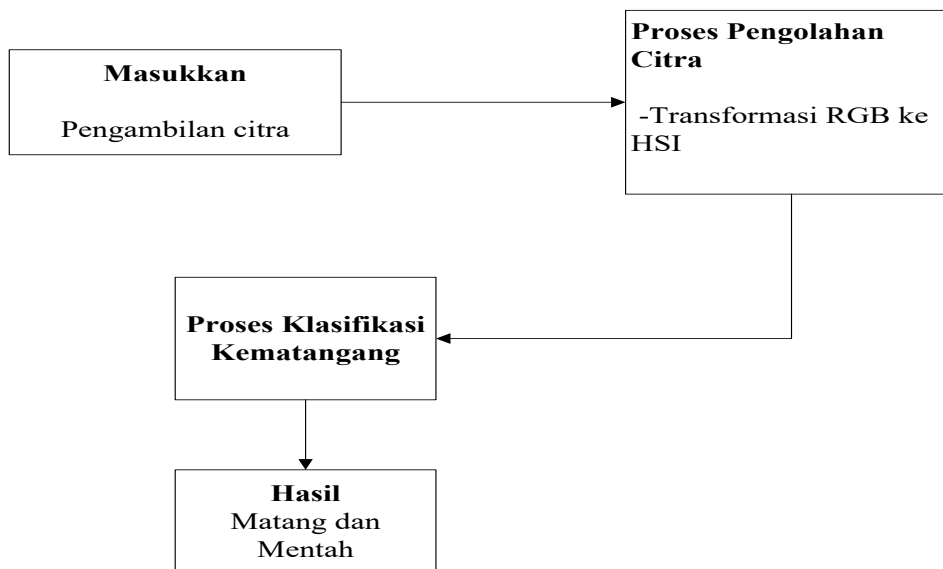 Masukkan
Pengambilan citra
Proses Pengolahan
Citra
-Transformasi RGB ke
HSI
Proses Klasifikasi
Kematangang
Hasil
Matang dan
Mentah